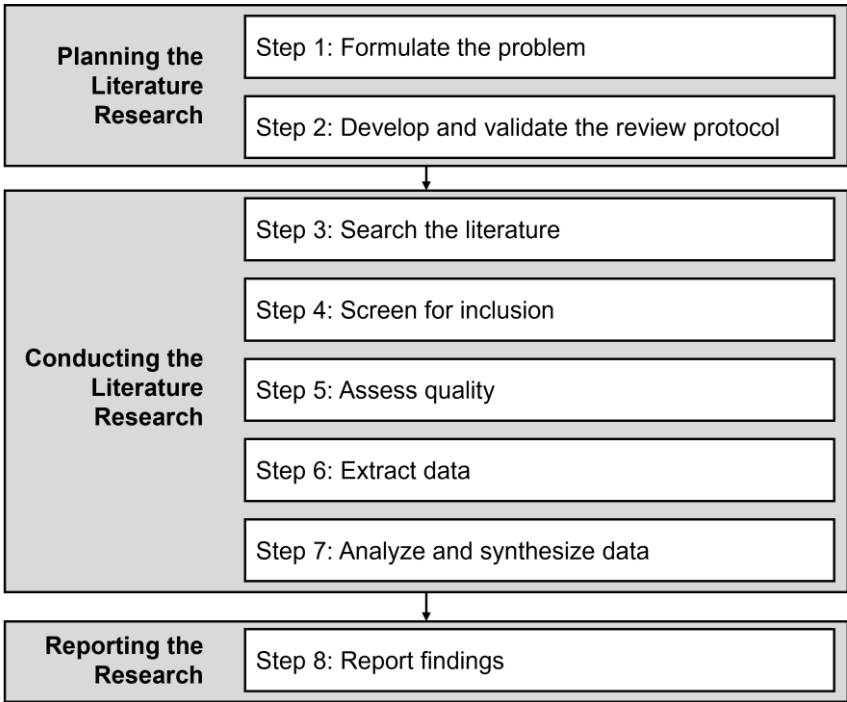 Planning the
Literature
Research
Step 1: Formulate the problem
Step 2: Develop and validate the review protocol
Conducting the
Literature
Research
Step 3: Search the literature
Step 4: Screen for inclusion
Step 5: Assess quality
Step 6: Extract data
Step 7: Analyze and synthesize data
Reporting the
Research
Step 8: Report findings